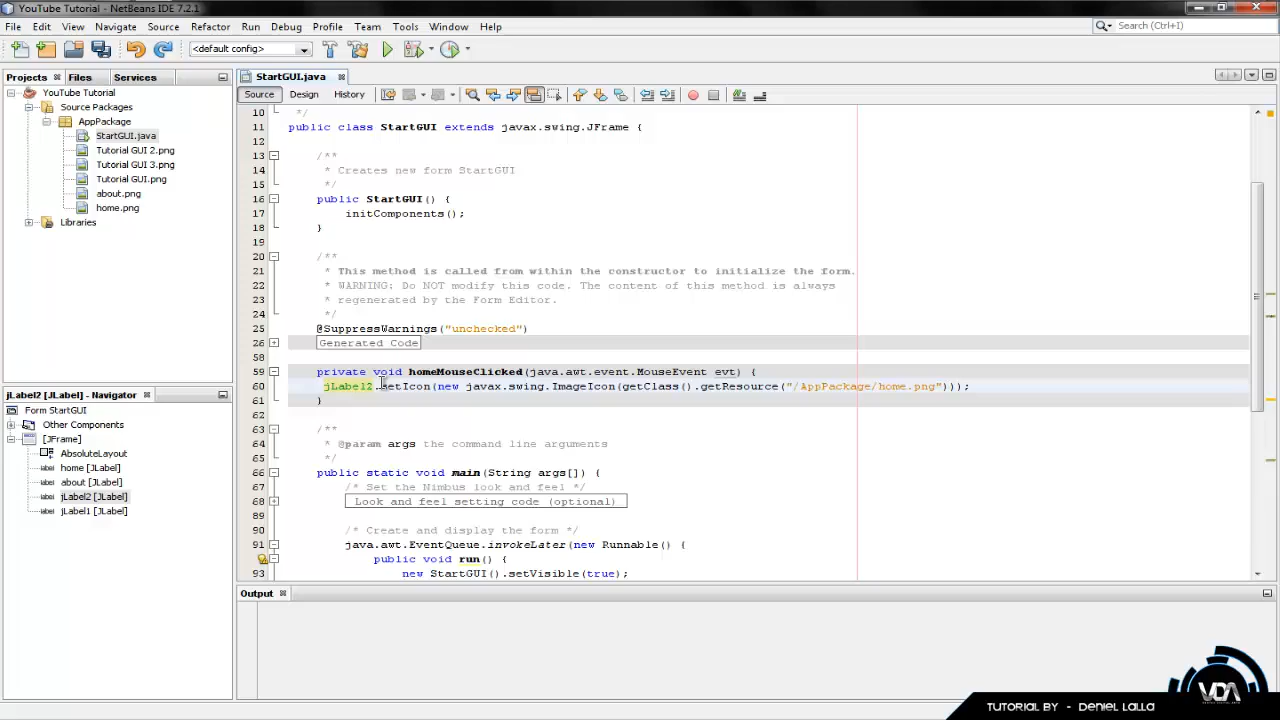 YouTube Tutorial - NetBeans IDE 7.2.1
File Edit View Navigate Source Refactor Run Debug Profile Team Tools Window Help
Search (Ctrl+I)
<default config>
Projects Files Services
YouTube Tutorial
Source Packages
AppPackage
StartGUI.java
Tutorial GUI 2.png
Tutorial GUI 3.png
Tutorial GUI.png
about.png
home.png
Libraries
jLabel2 [JLabel] - Navigator
Form StartGUI
Other Components
[JFrame]
AbsoluteLayout
home [JLabel]
about [JLabel]
jLabel2 [JLabel]
jLabel1 [JLabel]
StartGUI.java
Source Design History
10 */
11 public class StartGUI extends javax.swing.JFrame {
12
13 /**
14 * Creates new form StartGUI
15 */
16 public StartGUI() {
17 initComponents();
18 }
19
20 /**
21 * This method is called from within the constructor to initialize the form.
22 * WARNING: Do NOT modify this code. The content of this method is always
23 * regenerated by the Form Editor.
24 */
25 @SuppressWarnings("unchecked")
26 Generated Code
58
59 private void homeMouseClicked(java.awt.event.MouseEvent evt) {
60 jLabel2.setIcon(new javax.swing.ImageIcon(getClass().getResource("/AppPackage/home.png")));
61 }
62
63 /**
64 * @param args the command line arguments
65 */
66 public static void main(String args[]) {
67 /* Set the Nimbus look and feel */
68 Look and feel setting code (optional)
89
90 /* Create and display the form */
91 java.awt.EventQueue.invokeLater(new Runnable() {
92 public void run() {
93 new StartGUI().setVisible(true);
Output
VDA
TUTORIAL BY - DENIEL LALLA